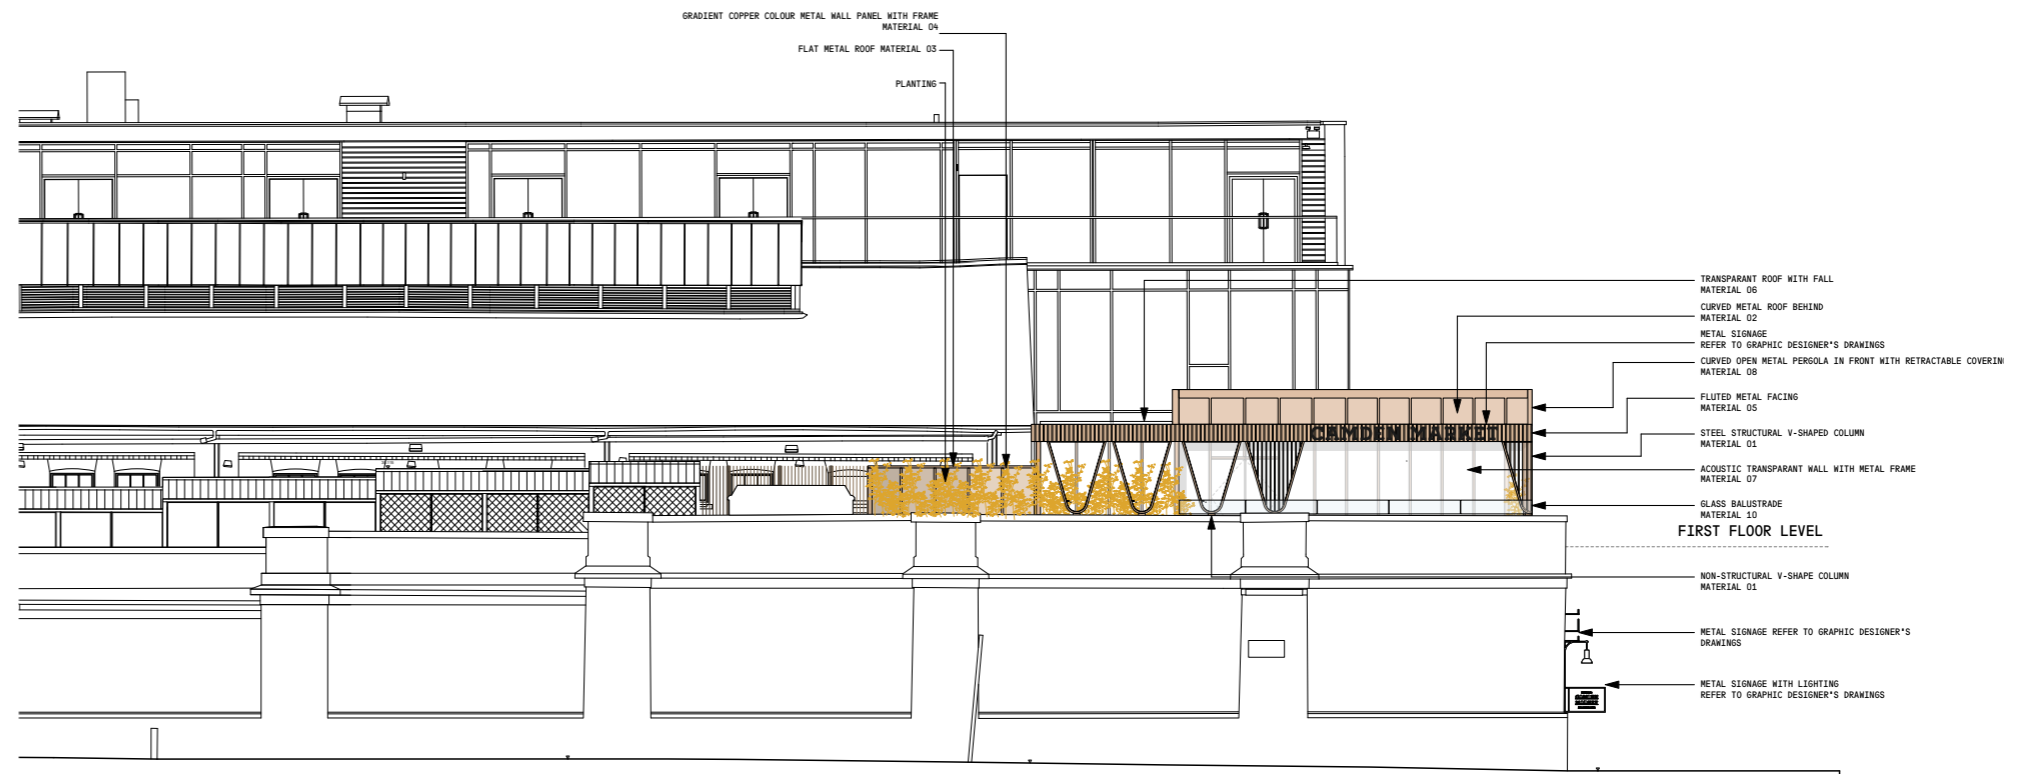 GRADIENT COPPER COLOUR METAL WALL PANEL WITH FRAME
MATERIAL 04
FLAT METAL ROOF MATERIAL 03
PLANTING
TRANSPARANT ROOF WITH FALL
MATERIAL 06
CURVED METAL ROOF BEHIND
MATERIAL 02
METAL SIGNAGE
REFER TO GRAPHIC DESIGNER'S DRAWINGS
CURVED OPEN METAL PERGOLA IN FRONT WITH RETRACTABLE COVERIN
MATERIAL 08
FLUTED METAL FACING
MATERIAL 05
CAMDEN MARKET
STEEL STRUCTURAL V-SHAPED COLUMN
MATERIAL 01
ACOUSTIC TRANSPARANT WALL WITH METAL FRAME
MATERIAL 07
GLASS BALUSTRADE
MATERIAL 10
FIRST FLOOR LEVEL
NON-STRUCTURAL V-SHAPE COLUMN
MATERIAL 01
METAL SIGNAGE REFER TO GRAPHIC DESIGNER'S
DRAWINGS
METAL SIGNAGE WITH LIGHTING
REFER TO GRAPHIC DESIGNER'S DRAWINGS